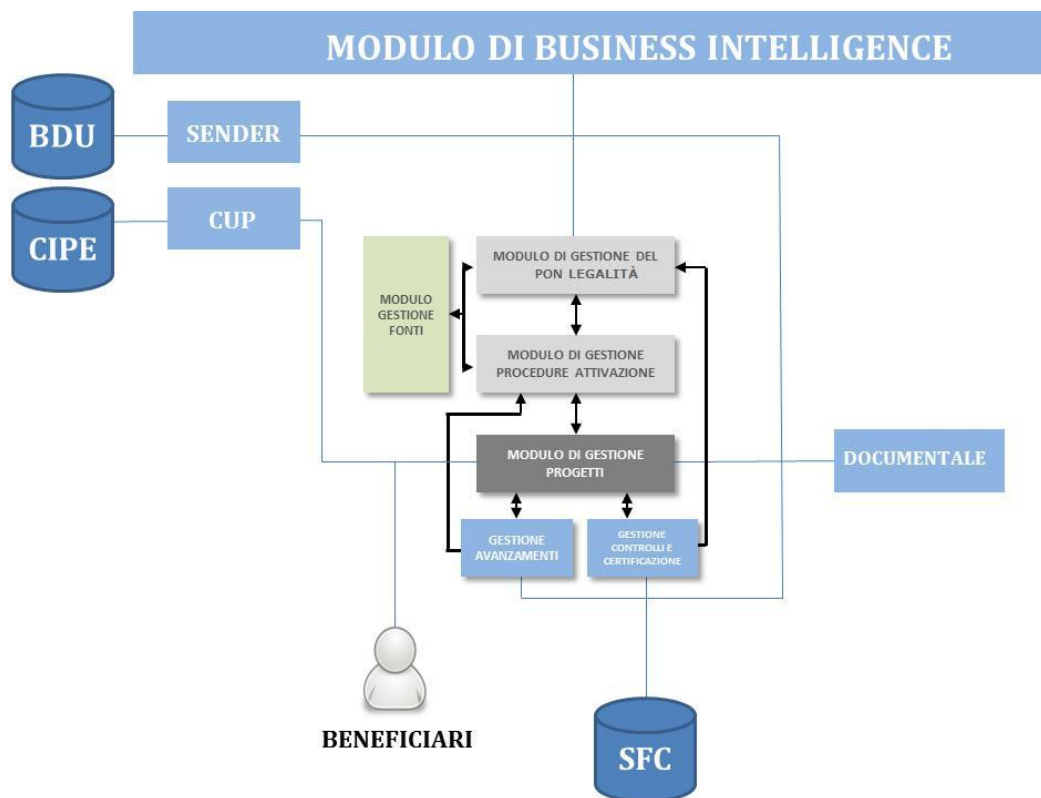 MODULO DI BUSINESS INTELLIGENCE
BDU
SENDER
CIPE
CUP
MODULO DI GESTIONE DEL
PON LEGALITÀ
MODULO
GESTIONE
FONTI
MODULO DI GESTIONE
PROCEDURE ATTIVAZIONE
MODULO DI GESTIONE
PROGETTI
DOCUMENTALE
GESTIONE
AVANZAMENTI
GESTIONE
CONTROLLI E
CERTIFICAZIONE
BENEFICIARI
SFC